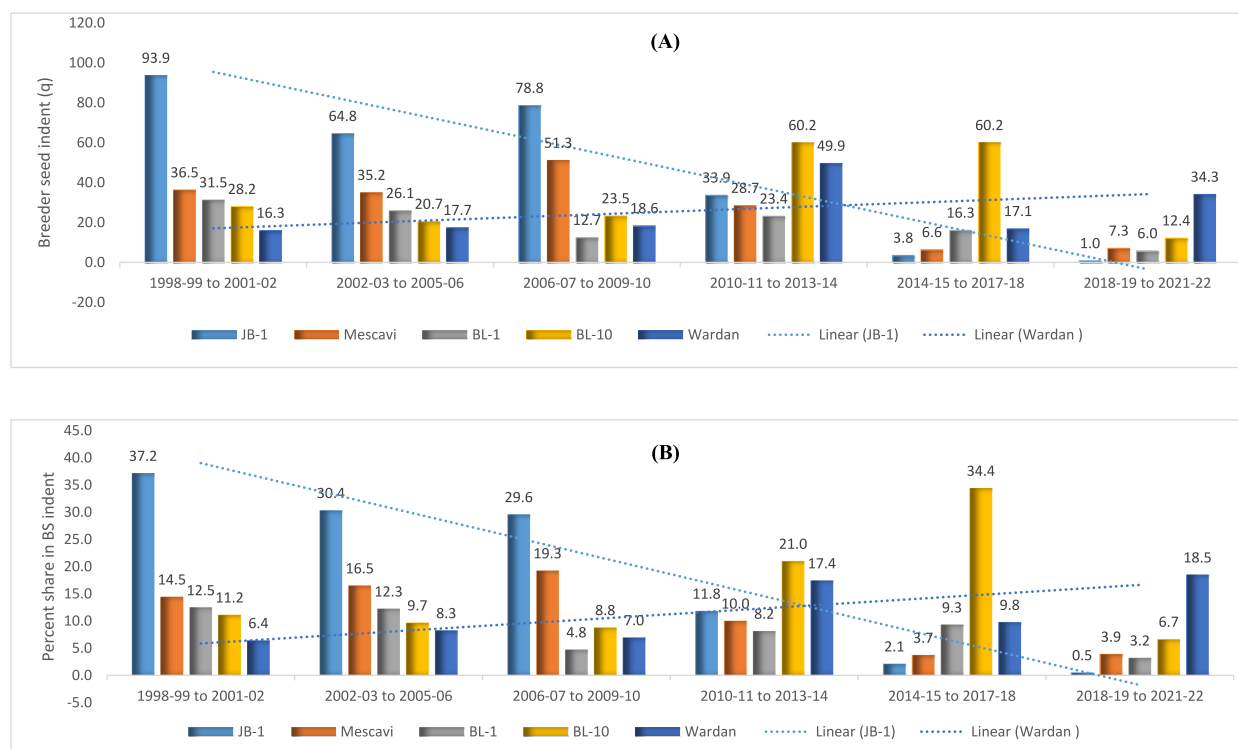 (A)
Breeder seed indent (q)
120.0
100.0
80.0
60.0
40.0
20.0
0.0
-20.0
93.9 36.5 31.5 28.2 16.3
64.8 35.2 26.1 20.7 17.7
78.8 51.3 12.7 23.5 18.6
33.9 28.7 23.4 60.2 49.9
3.8 6.6 16.3 60.2 17.1
1.0 7.3 6.0 12.4 34.3
1998-99 to 2001-02 2002-03 to 2005-06 2006-07 to 2009-10 2010-11 to 2013-14 2014-15 to 2017-18 2018-19 to 2021-22
JB-1 Mescavi BL-1 BL-10 Wardan Linear (JB-1) Linear (Wardan )
(B)
Percent share in BS indent
45.0
40.0
35.0
30.0
25.0
20.0
15.0
10.0
5.0
0.0
-5.0
37.2 14.5 12.5 11.2 6.4
30.4 16.5 12.3 9.7 8.3
29.6 19.3 4.8 8.8 7.0
11.8 10.0 8.2 21.0 17.4
2.1 3.7 9.3 34.4 9.8
0.5 3.9 3.2 6.7 18.5
1998-99 to 2001-02 2002-03 to 2005-06 2006-07 to 2009-10 2010-11 to 2013-14 2014-15 to 2017-18 2018-19 to 2021-22
JB-1 Mescavi BL-1 BL-10 Wardan Linear (JB-1) Linear (Wardan )